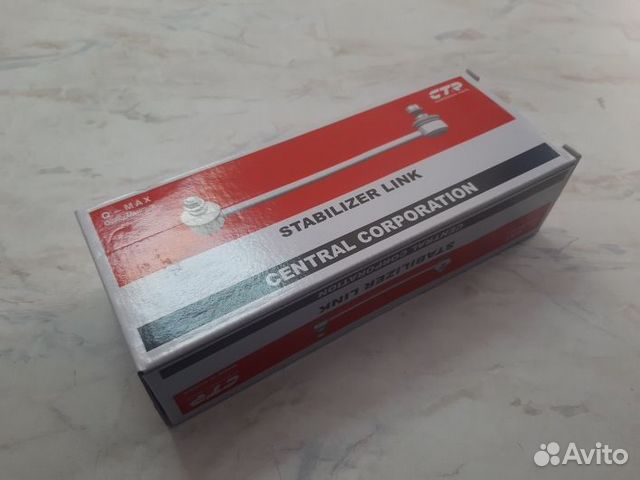 CTR
Q - MAX
STABILIZER LINK
CENTRAL CORPORATION
STABILIZER LINK
CENTRAL CORPORATION
CTR
Avito